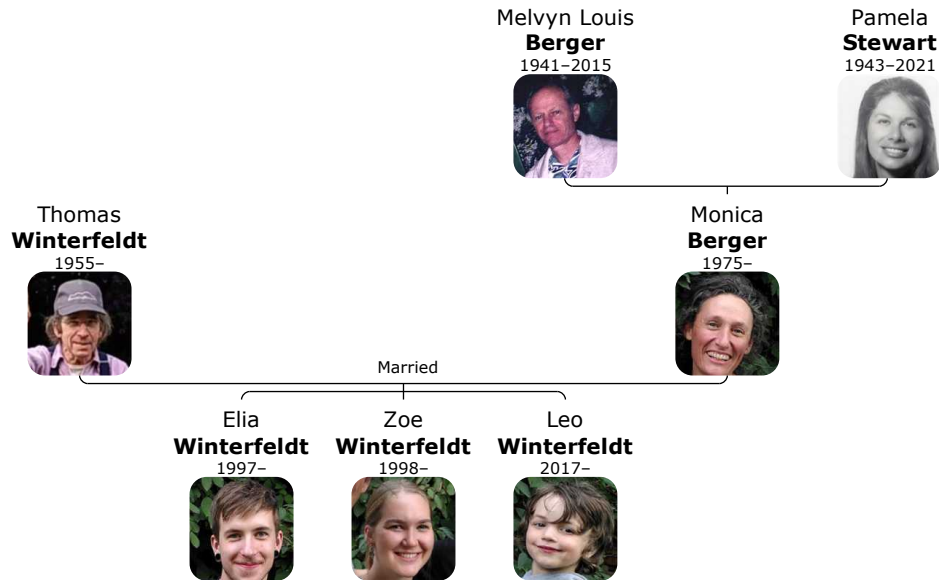 Melvyn Louis
Berger
1941–2015
Pamela
Stewart
1943–2021
Thomas
Winterfeldt
1955–
Monica
Berger
1975–
Married
Elia
Winterfeldt
1997–
Zoe
Winterfeldt
1998–
Leo
Winterfeldt
2017–